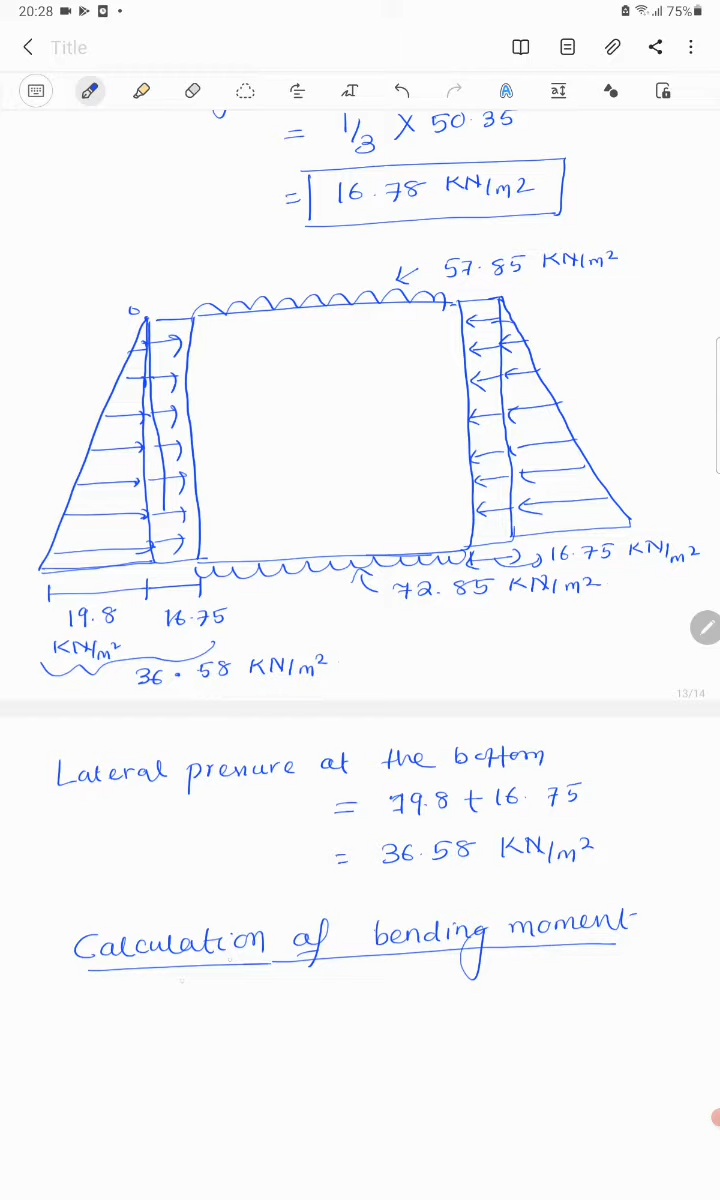 20:28
75%
Title
= 1/3 X 50.35
= 16.78 KN/m2
57.85 KN/m²
0
16.75 KN/m²
72.85 KN/m²
19.8 16.75
KN/m²
36.58 KN/m²
13/14
Lateral prenure at the bottom
= 19.8 + 16.75
= 36.58 KN/m²
Calculation of bending moment